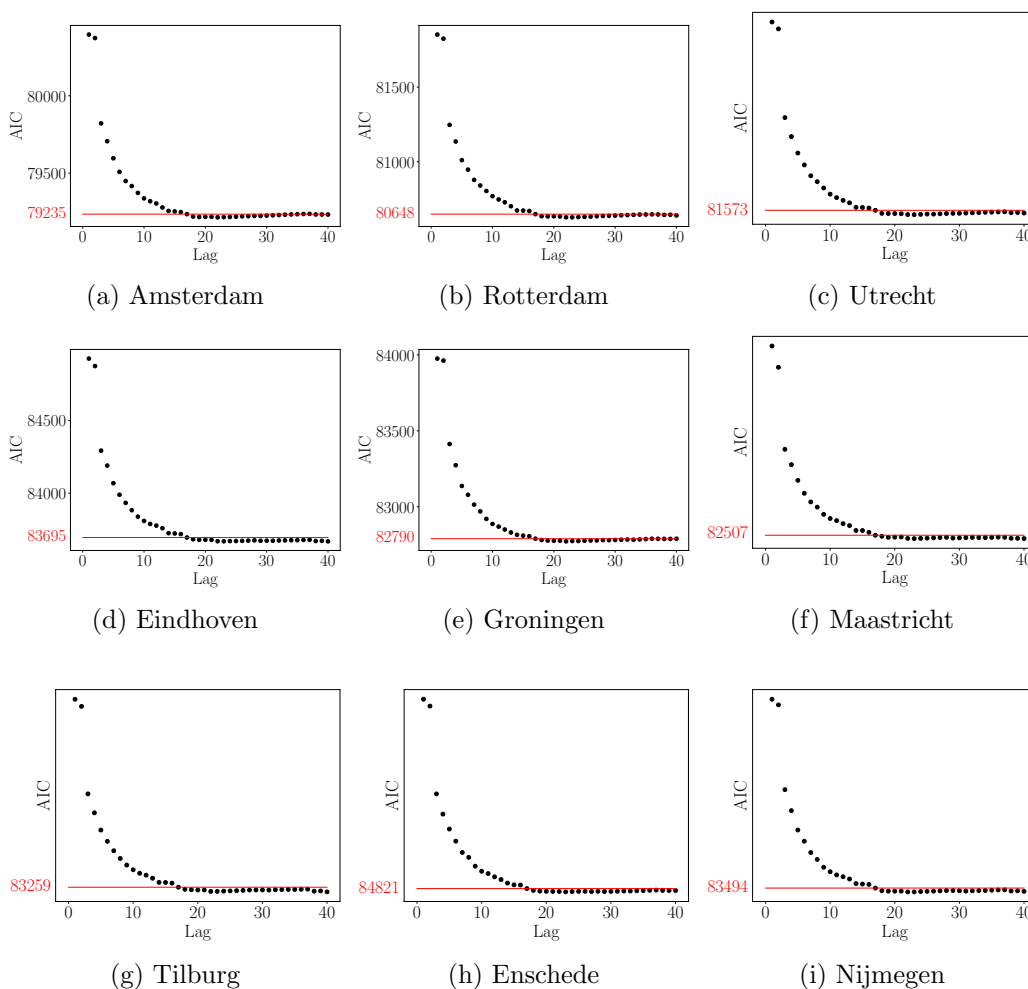 AIC
80000
79500
79235
0 10 20 30 40
Lag
(a) Amsterdam
AIC
81500
81000
80648
0 10 20 30 40
Lag
(b) Rotterdam
AIC
81573
0 10 20 30 40
Lag
(c) Utrecht
AIC
84500
84000
83695
0 10 20 30 40
Lag
(d) Eindhoven
AIC
84000
83500
83000
82790
0 10 20 30 40
Lag
(e) Groningen
AIC
82507
0 10 20 30 40
Lag
(f) Maastricht
AIC
83259
0 10 20 30 40
Lag
(g) Tilburg
AIC
84821
0 10 20 30 40
Lag
(h) Enschede
AIC
83494
0 10 20 30 40
Lag
(i) Nijmegen